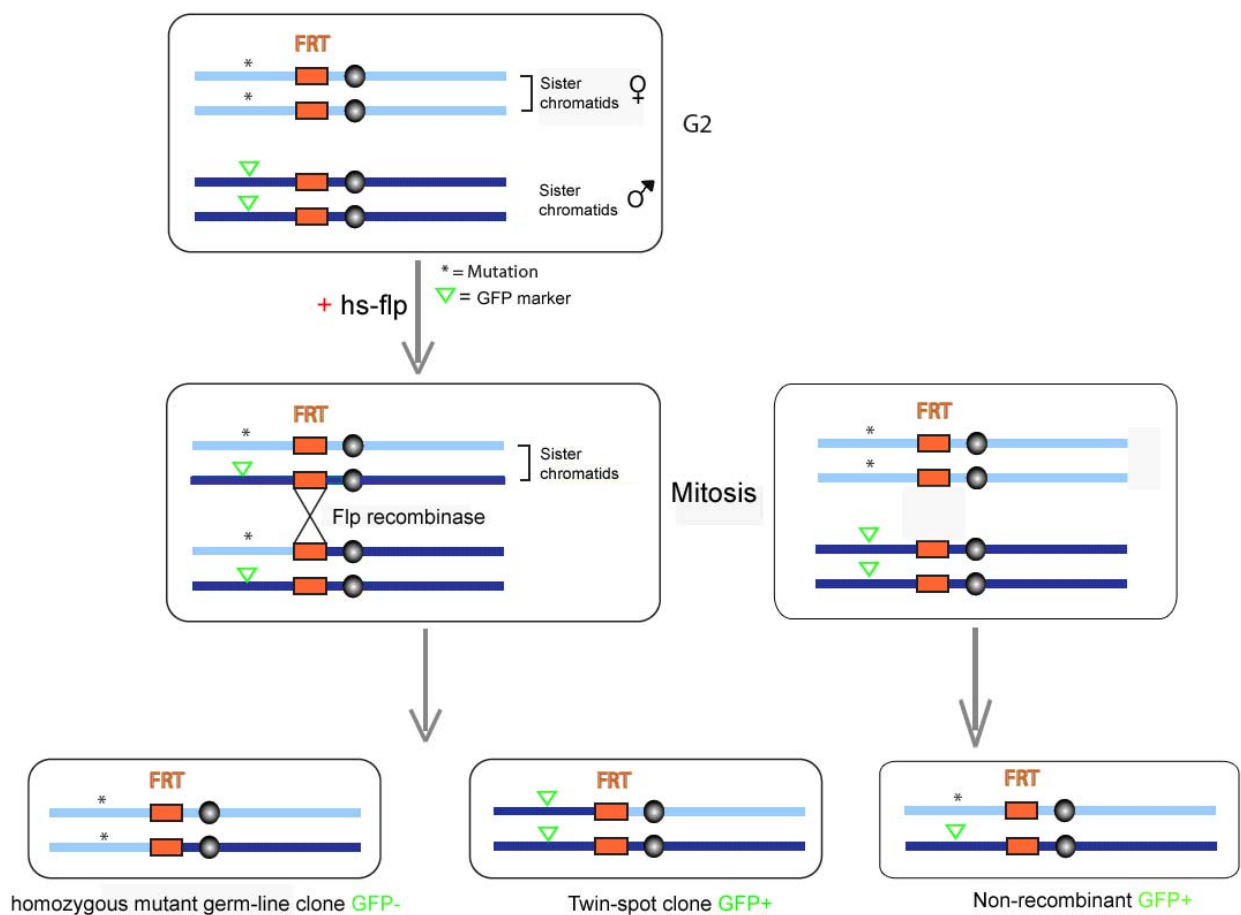 FRT
*
*
Sister
chromatids ♀
G2
Sister
chromatids ♂
* = Mutation
= GFP marker
+ hs-flp
FRT
*
Sister
chromatids
Flp recombinase
*
Mitosis
FRT
*
*
FRT
*
*
homozygous mutant germ-line clone GFP-
FRT
Twin-spot clone GFP+
FRT
*
Non-recombinant GFP+